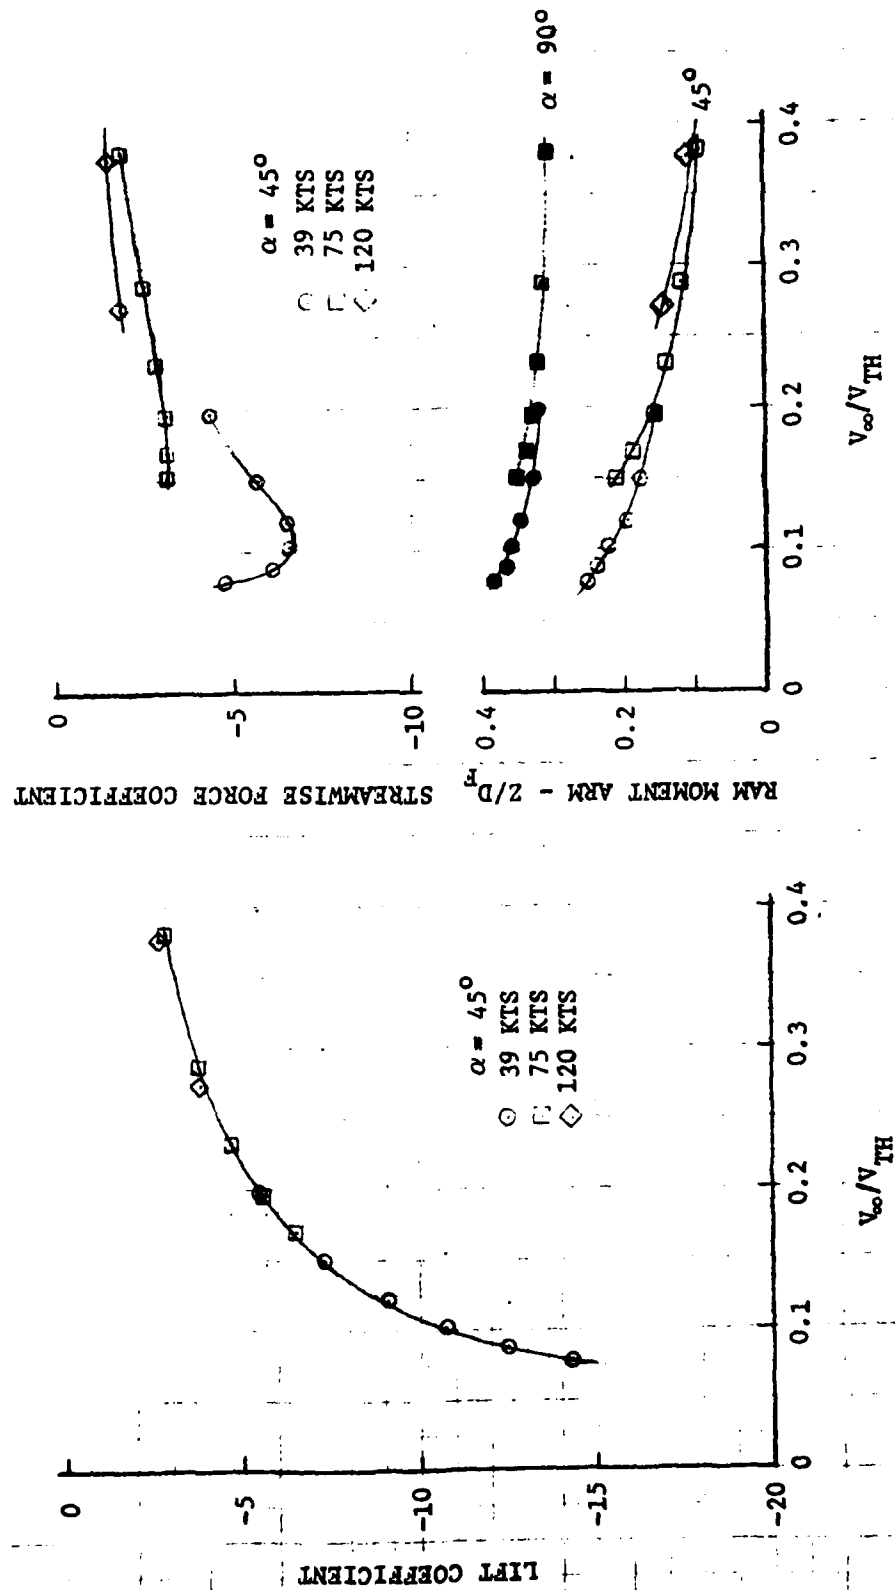 LIFT COEFFICIENT
0
-5
-10
-15
-20
0
0.1
0.2
0.3
0.4
V∞/VTH
α = 45°
39 KTS
75 KTS
120 KTS
STREAMWISE FORCE COEFFICIENT
0
-5
-10
α = 45°
39 KTS
75 KTS
120 KTS
RAM MOMENT ARM - Z/DF
0.4
0.2
0
0
0.1
0.2
0.3
0.4
V∞/VTH
α = 90°
45°